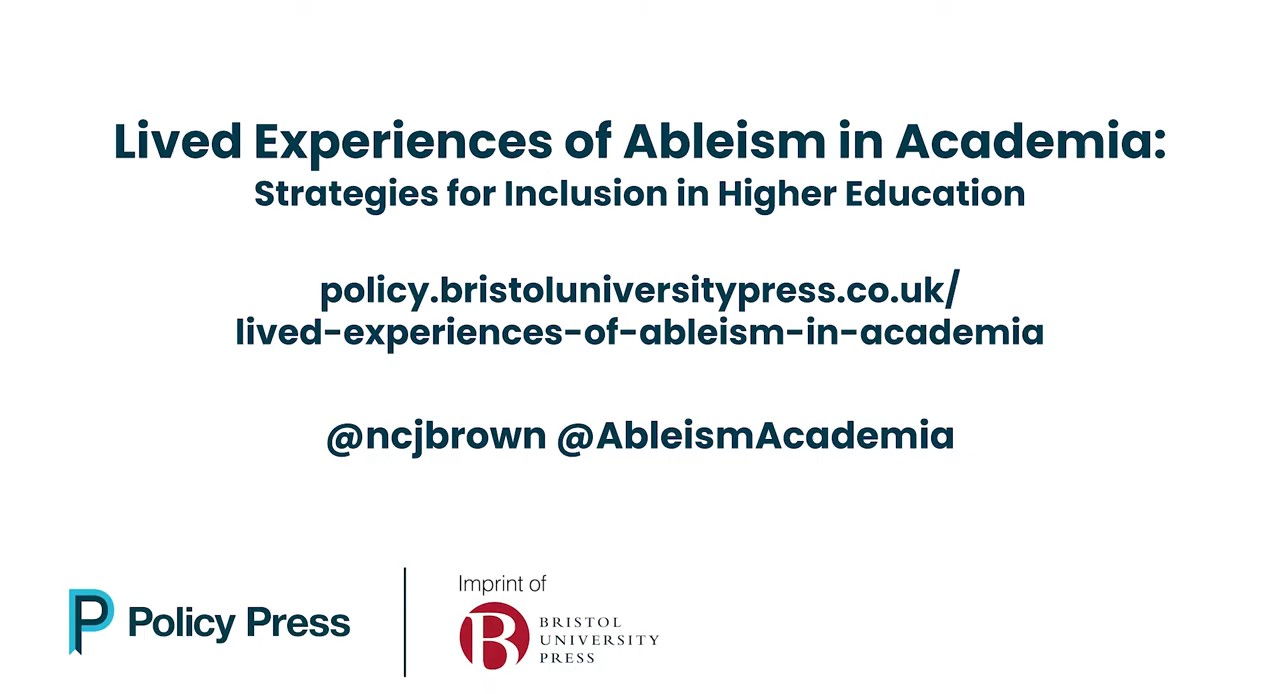 Lived Experiences of Ableism in Academia:
Strategies for Inclusion in Higher Education
policy.bristoluniversitypress.co.uk/
lived-experiences-of-ableism-in-academia
@ncjbrown @AbleismAcademia
P Policy Press
Imprint of
B
BRISTOL
UNIVERSITY
PRESS